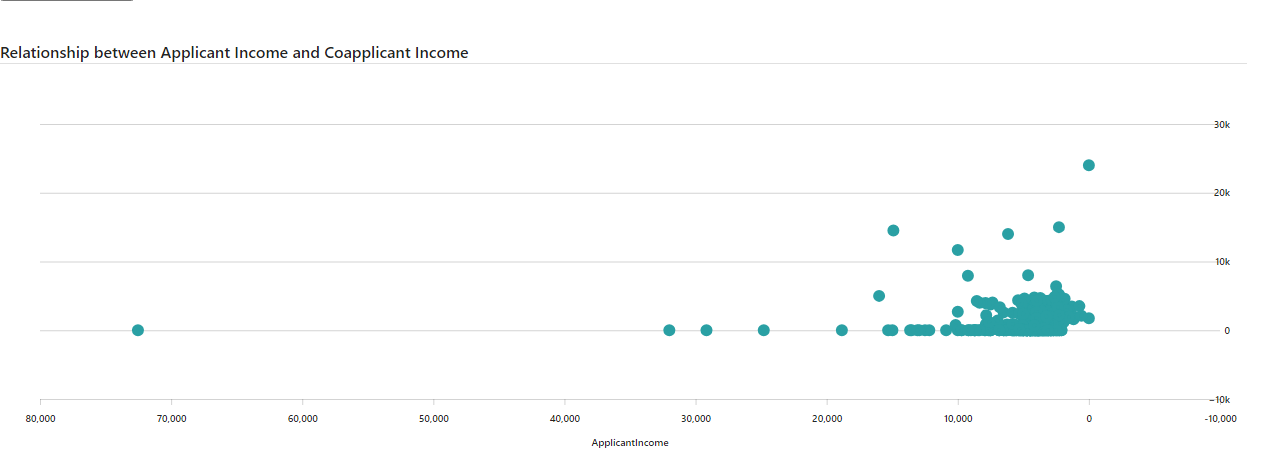 Relationship between Applicant Income and Coapplicant Income
30k
20k
10k
0
−10k
80,000 70,000 60,000 50,000 40,000 30,000 20,000 10,000 0 -10,000
ApplicantIncome